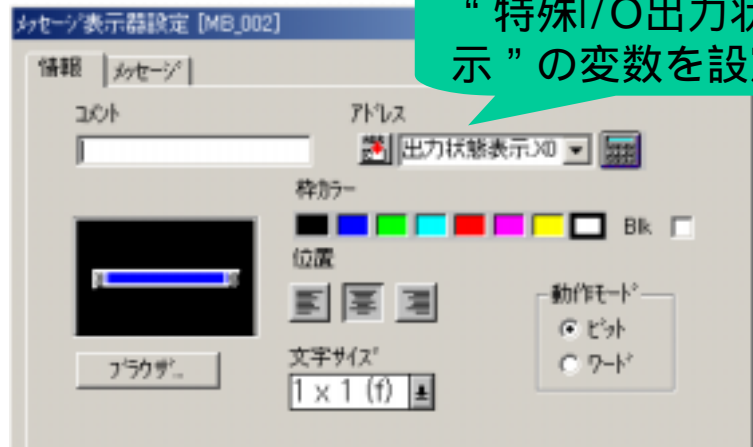 “特殊I/O出力状
示”の変数を設
メッセージ表示器設定 [MB_002]
情報 メッセージ
コメント アドレス
出力状態表示.X0
枠カラー
Blk
位置
動作モード
ビット
ワード
ブラウザ...
文字サイズ
1 x 1 (f)